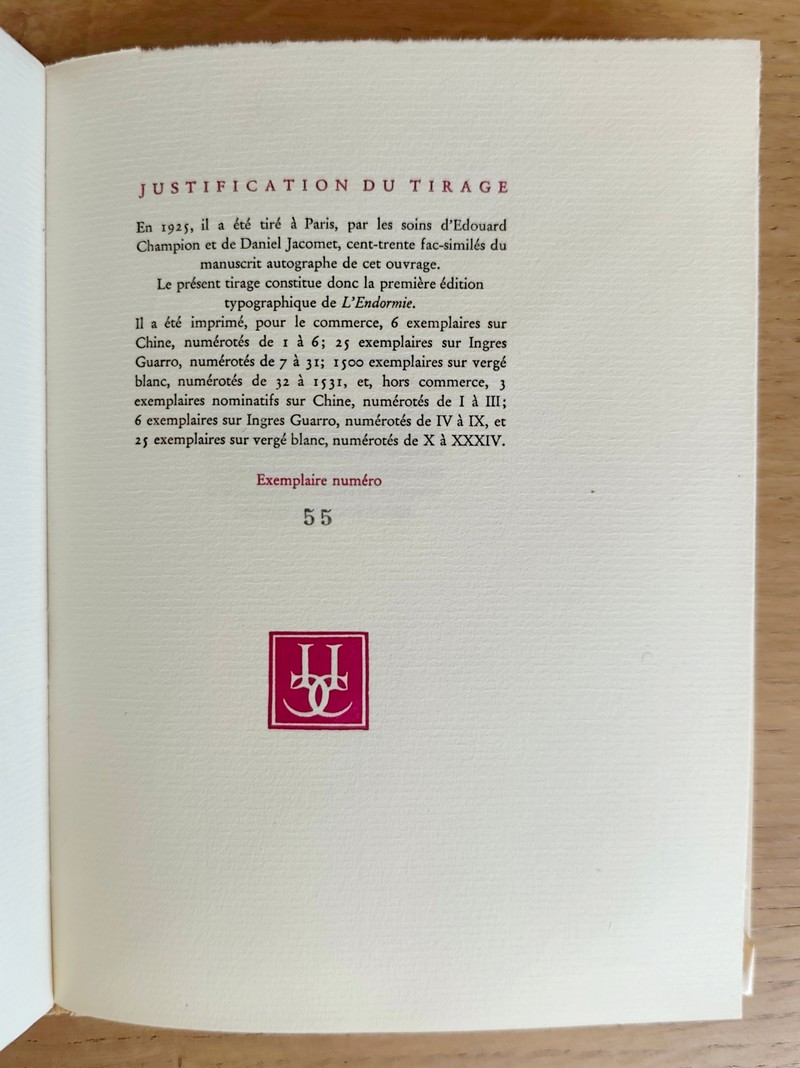 JUSTIFICATION DU TIRAGE
En 1925, il a été tiré à Paris, par les soins d'Edouard
Champion et de Daniel Jacomet, cent-trente fac-similés du
manuscrit autographe de cet ouvrage.
Le présent tirage constitue donc la première édition
typographique de L'Endormie.
Il a été imprimé, pour le commerce, 6 exemplaires sur
Chine, numérotés de 1 à 6; 25 exemplaires sur Ingres
Guarro, numérotés de 7 à 31; 1500 exemplaires sur vergé
blanc, numérotés de 32 à 1531, et, hors commerce, 3
exemplaires nominatifs sur Chine, numérotés de I à III;
6 exemplaires sur Ingres Guarro, numérotés de IV à IX, et
25 exemplaires sur vergé blanc, numérotés de X à XXXIV.
Exemplaire numéro
55